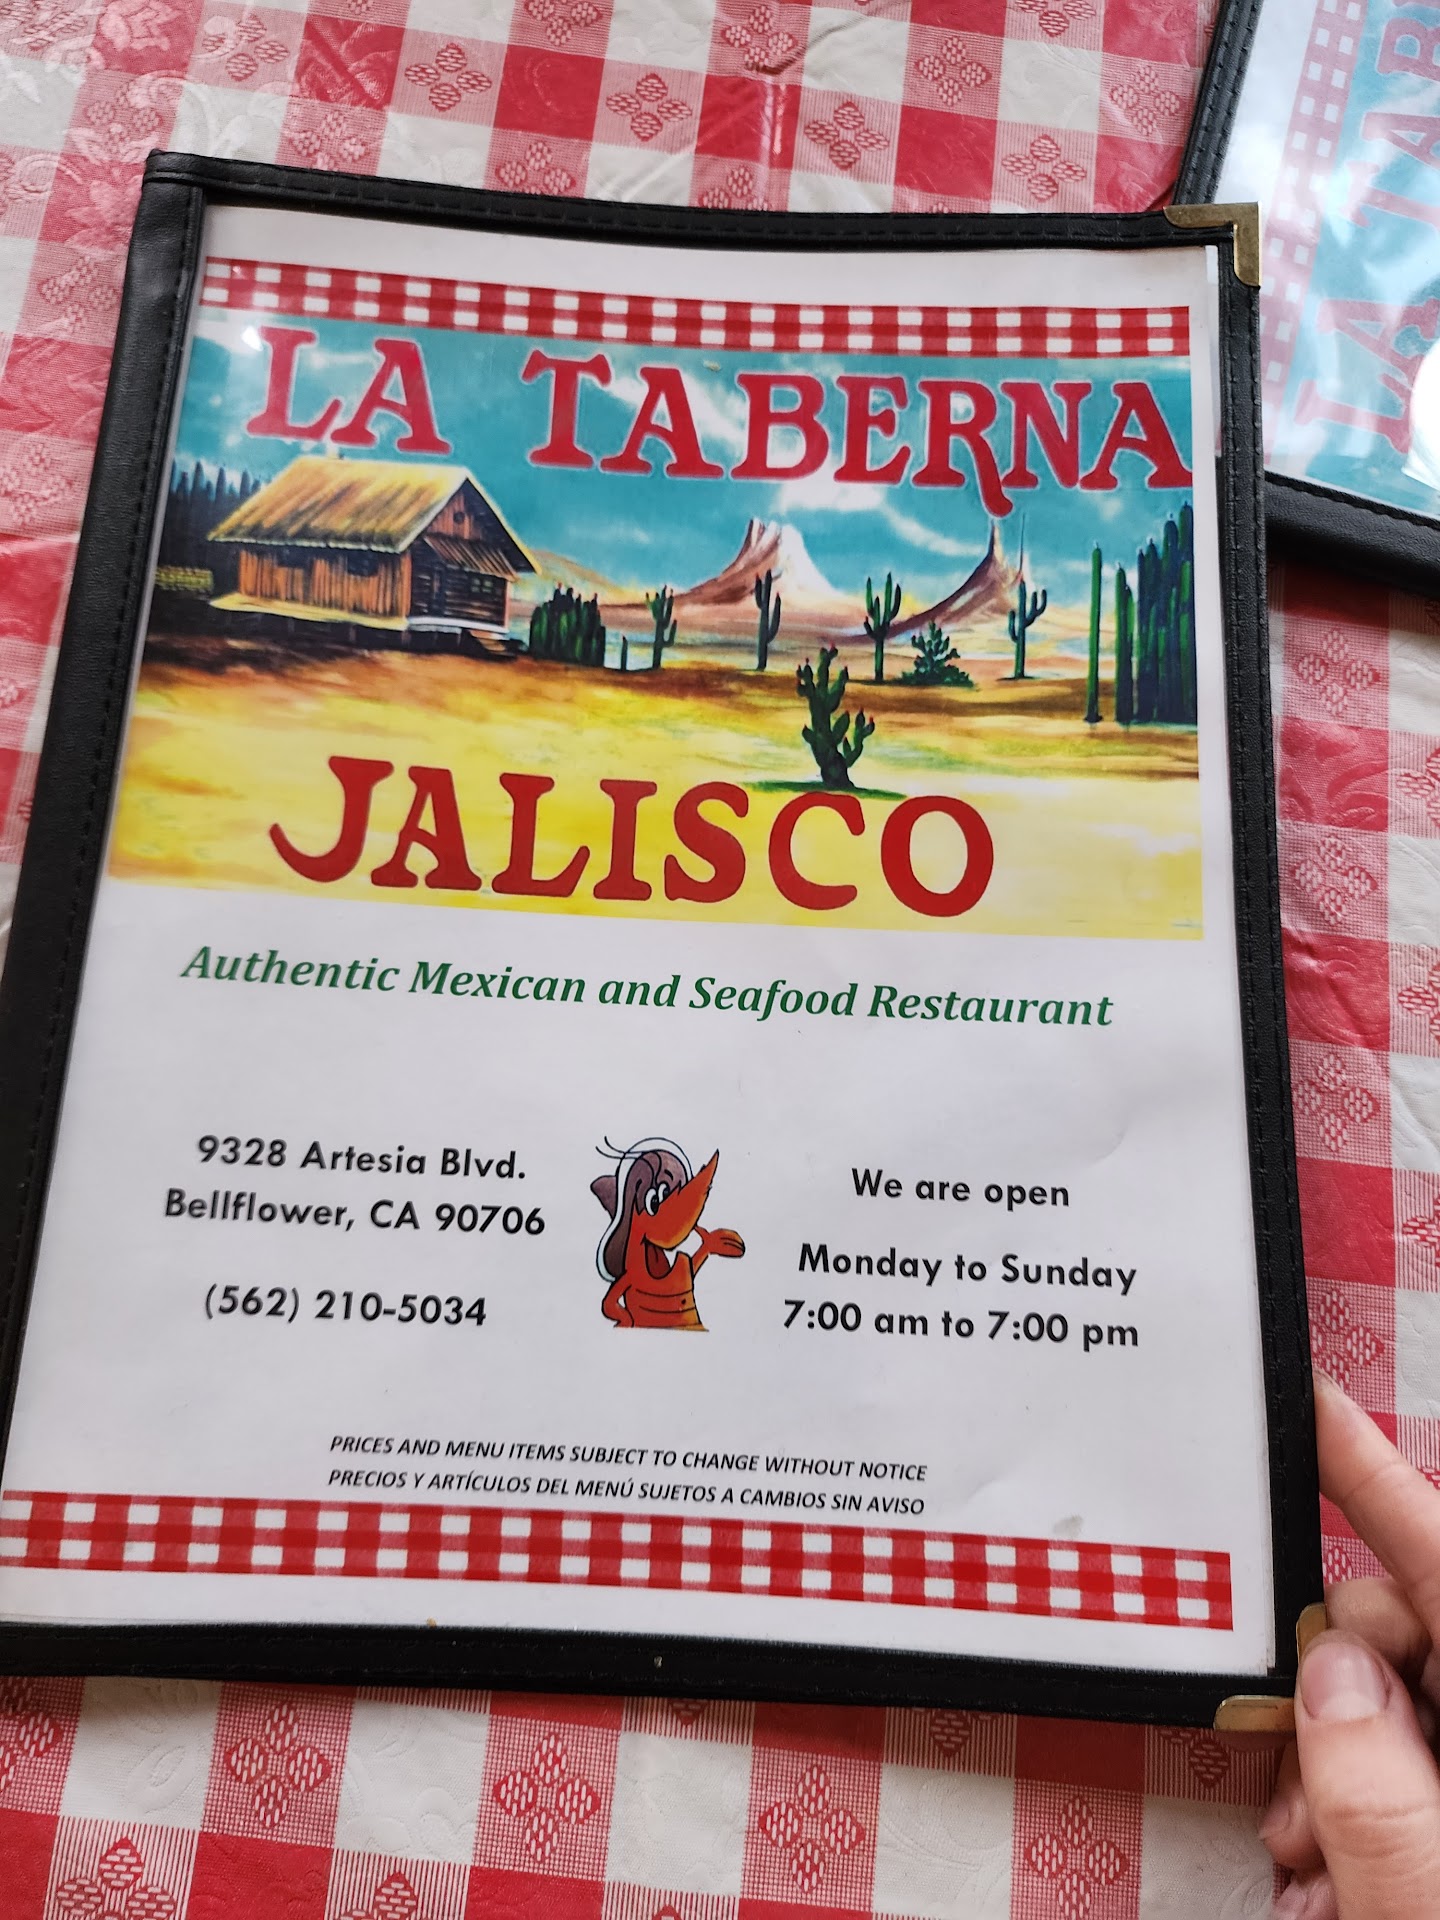 LA TABERNA
JALISCO
Authentic Mexican and Seafood Restaurant
9328 Artesia Blvd.
Bellflower, CA 90706
(562) 210-5034
We are open
Monday to Sunday
7:00 am to 7:00 pm
PRICES AND MENU ITEMS SUBJECT TO CHANGE WITHOUT NOTICE
PRECIOS Y ARTÍCULOS DEL MENÚ SUJETOS A CAMBIOS SIN AVISO
LA TAB